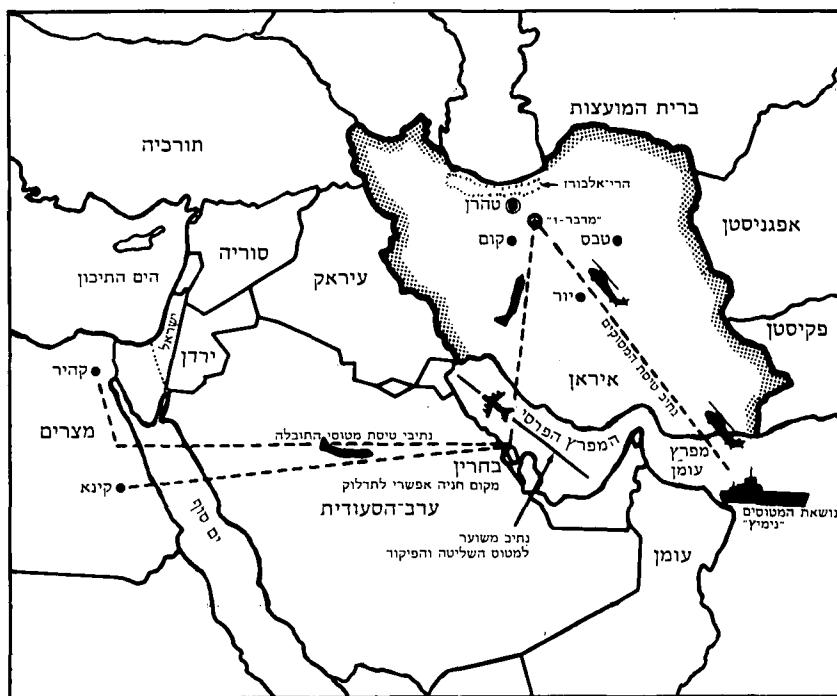 ברית המועצות
תורכיה
הרי־אלבורז
טהרן
"מדבר-1"
אפגניסטן
קום
טבס
סוריה
עיראק
הים התיכון
יזר
פקיסטן
ישראל
ירדן
נתיב טיסת המסוקים
איראן
קהיר
המפרץ הפרסי
מצרים
נתיבי טיסת מטוסי התובלה
מפרץ
עומן
בחרין
מקום חניה אפשרי לתדלוק
קינא
ערב־הסעודית
נושאת המטוסים
"נימיץ"
ים סוף
נתיב משוער
למטוס השליטה והפיקוד
עומן